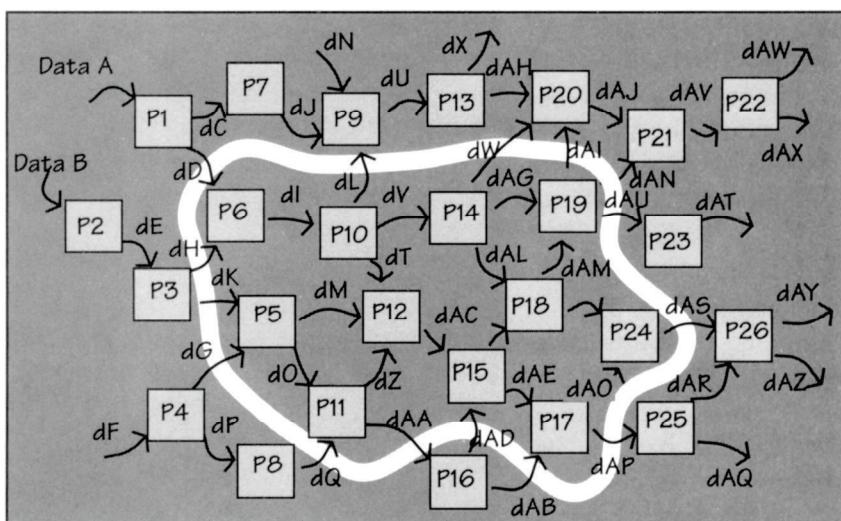 dN
dX
dAW
Data A
P7
dU
P13
dAH
P20
dAJ
dAV
P22
P1
dC
dJ
P9
P21
dAX
Data B
dD
dL
dW
dAI
dAN
P6
dI
dV
dAG
P2
dE
P10
P14
P19
dAU
dAT
dH
dT
P23
P3
dK
dAL
dAM
P5
dM
P12
P18
dAC
P24
dAS
P26
dAY
dG
dO
dZ
P15
dAE
dAO
dAR
dAZ
P4
P11
P17
P25
dF
dP
dAA
dAD
P8
dQ
P16
dAP
dAB
dAQ